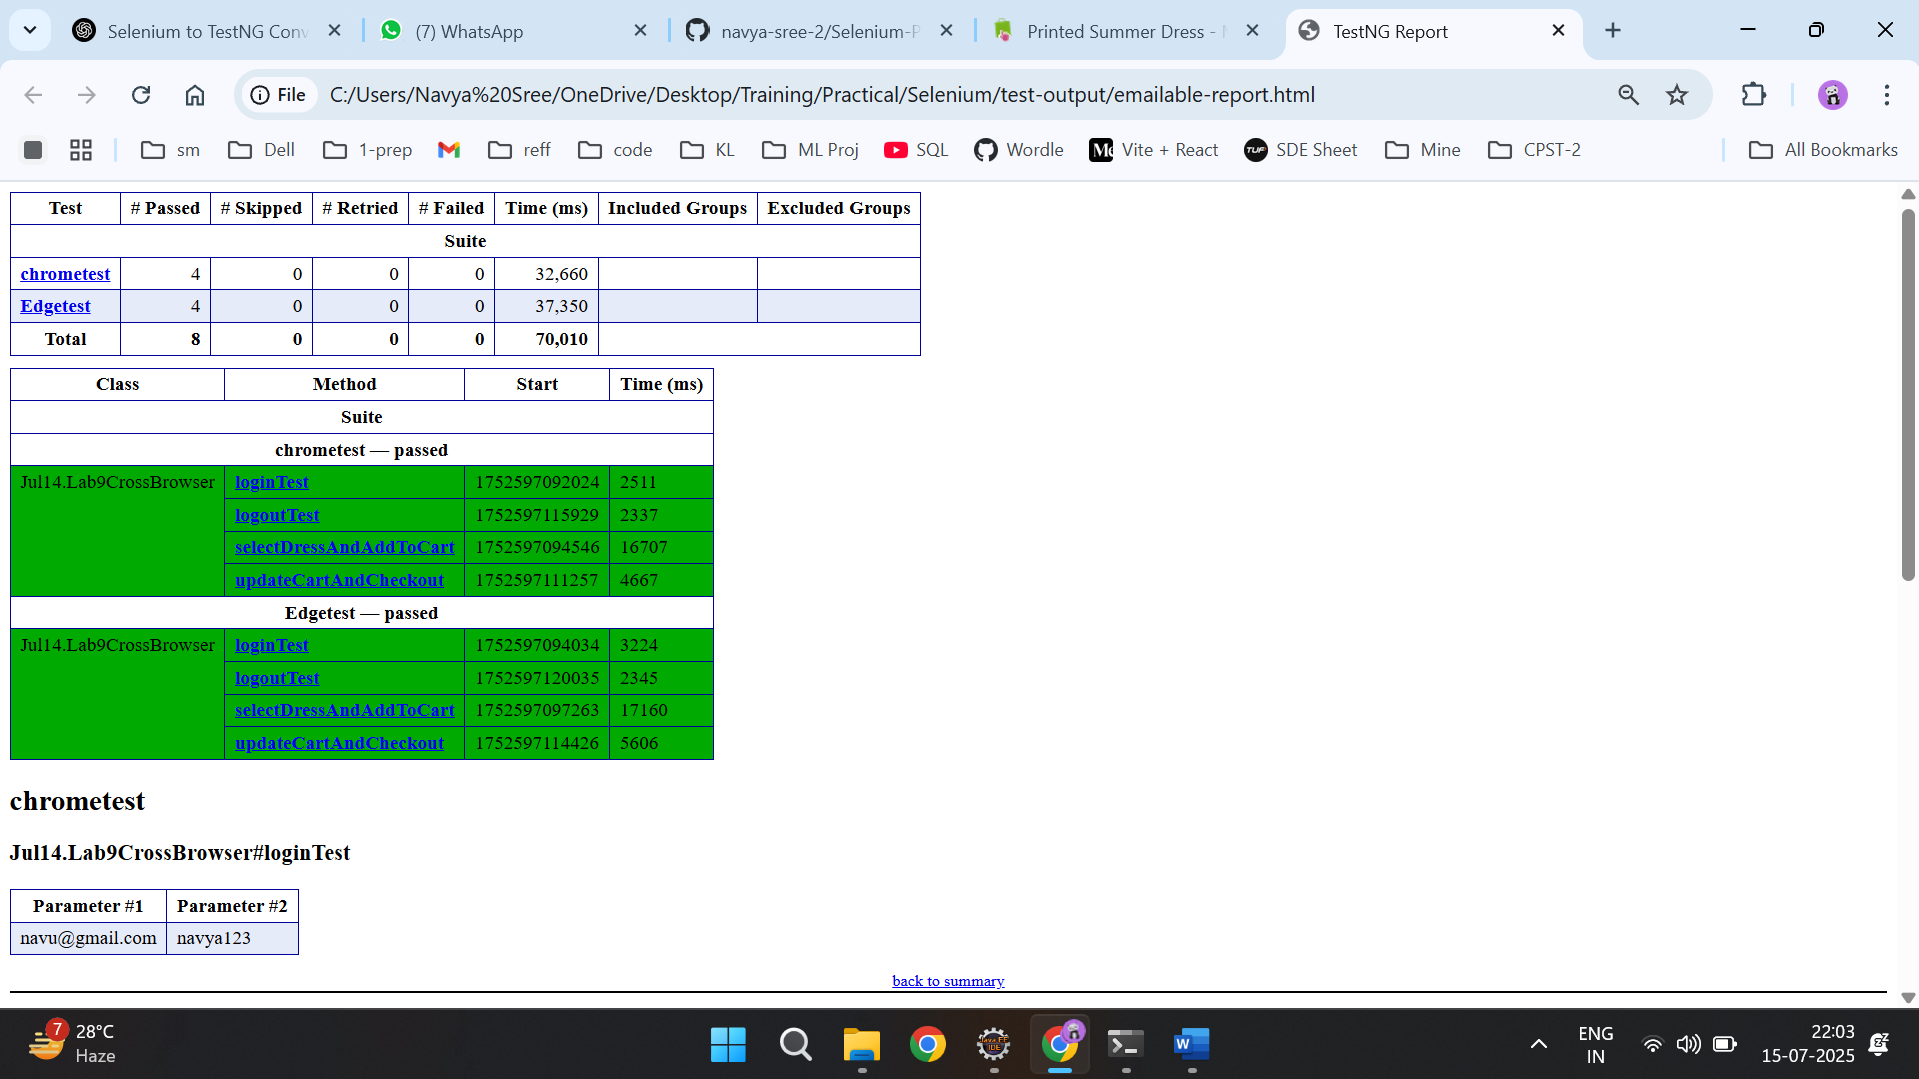 Selenium to TestNG Conv
(7) WhatsApp
navya-sree-2/Selenium-P
Printed Summer Dress -
TestNG Report
File
C:/Users/Navya%20Sree/OneDrive/Desktop/Training/Practical/Selenium/test-output/emailable-report.html
sm Dell 1-prep reff code KL ML Proj SQL Wordle Me Vite + React TUF SDE Sheet Mine CPST-2 All Bookmarks
Test # Passed # Skipped # Retried # Failed Time (ms) Included Groups Excluded Groups
Suite
chrometest 4 0 0 0 32,660
Edgetest 4 0 0 0 37,350
Total 8 0 0 0 70,010
Class Method Start Time (ms)
Suite
chrometest — passed
Jul14.Lab9CrossBrowser loginTest 1752597092024 2511
logoutTest 1752597115929 2337
selectDressAndAddToCart 1752597094546 16707
updateCartAndCheckout 1752597111257 4667
Edgetest — passed
Jul14.Lab9CrossBrowser loginTest 1752597094034 3224
logoutTest 1752597120035 2345
selectDressAndAddToCart 1752597097263 17160
updateCartAndCheckout 1752597114426 5606
chrometest
Jul14.Lab9CrossBrowser#loginTest
Parameter #1 Parameter #2
navu@gmail.com navya123
back to summary
7
28°C
Haze
Java EE
IDE
W
ENG
IN
22:03
15-07-2025